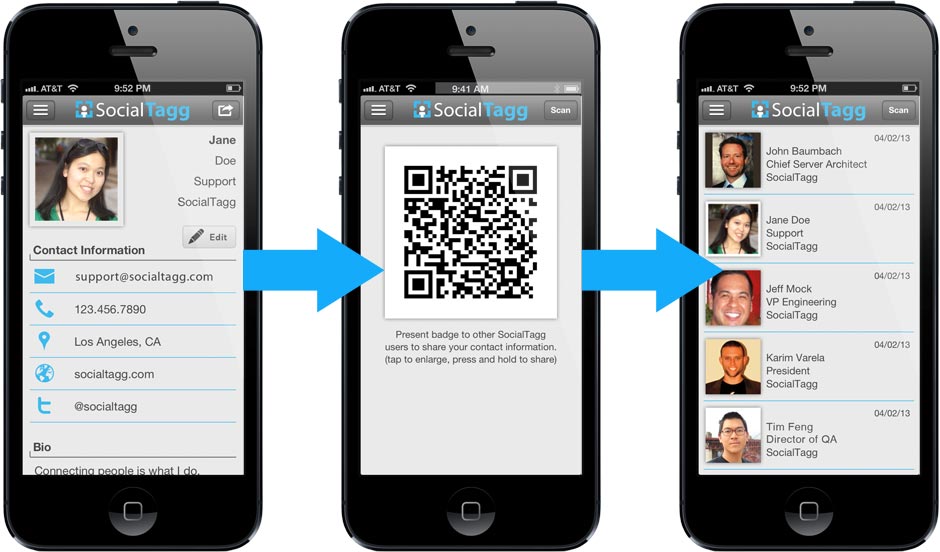 AT&T 9:52 PM
SocialTagg
Jane
Doe
Support
SocialTagg
Edit
Contact Information
support@socialtagg.com
123.456.7890
Los Angeles, CA
socialtagg.com
@socialtagg
Bio
Connecting people is what I do.
AT&T 9:41 AM
SocialTagg
Scan
Present badge to other SocialTagg
users to share your contact information.
(tap to enlarge, press and hold to share)
AT&T 9:52 PM
SocialTagg
Scan
04/02/13
John Baumbach
Chief Server Architect
SocialTagg
04/02/13
Jane Doe
Support
SocialTagg
04/02/13
Jeff Mock
VP Engineering
SocialTagg
04/02/13
Karim Varela
President
SocialTagg
04/02/13
Tim Feng
Director of QA
SocialTagg